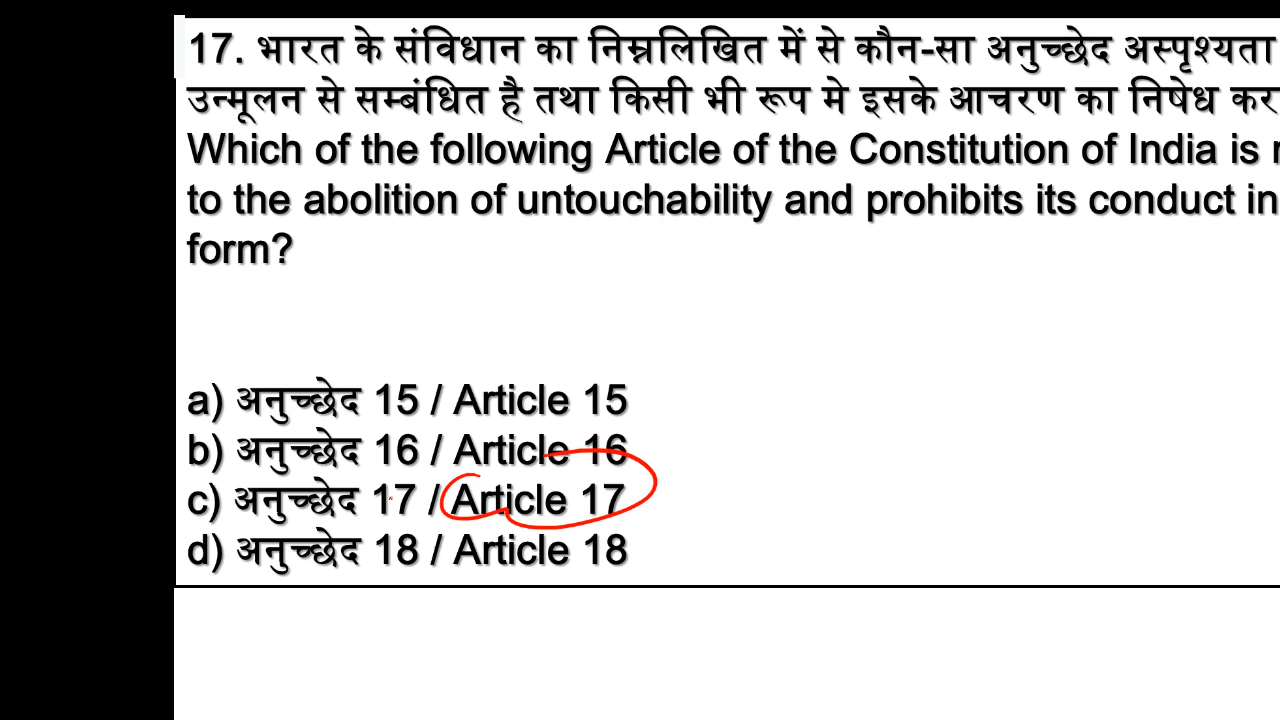 17. भारत के संविधान का निम्नलिखित में से कौन-सा अनुच्छेद अस्पृश्यता
उन्मूलन से सम्बंधित है तथा किसी भी रूप मे इसके आचरण का निषेध कर
Which of the following Article of the Constitution of India is
to the abolition of untouchability and prohibits its conduct in
form?
a) अनुच्छेद 15 / Article 15
b) अनुच्छेद 16 / Article 16
c) अनुच्छेद 17 / Article 17
d) अनुच्छेद 18 / Article 18